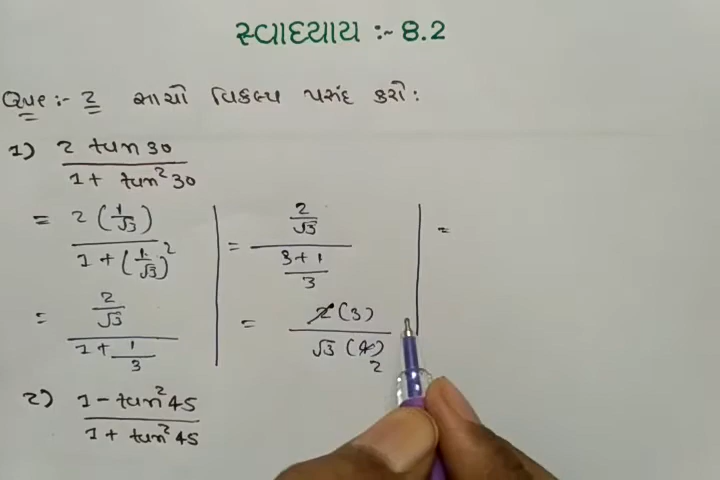 સ્વાધ્યાય :- 8.2
Que :- 2 સાચો વિકલ્પ પસંદ કરો :
1) 2 tan 30 / 1 + tan² 30
= 2 (1/√3) / 1 + (1/√3)²
= 2/√3 / 1 + 1/3
= 2/√3 / 3+1/3
= 2 (3) / √3 (4) 2
=
2) 1 - tan² 45 / 1 + tan² 45